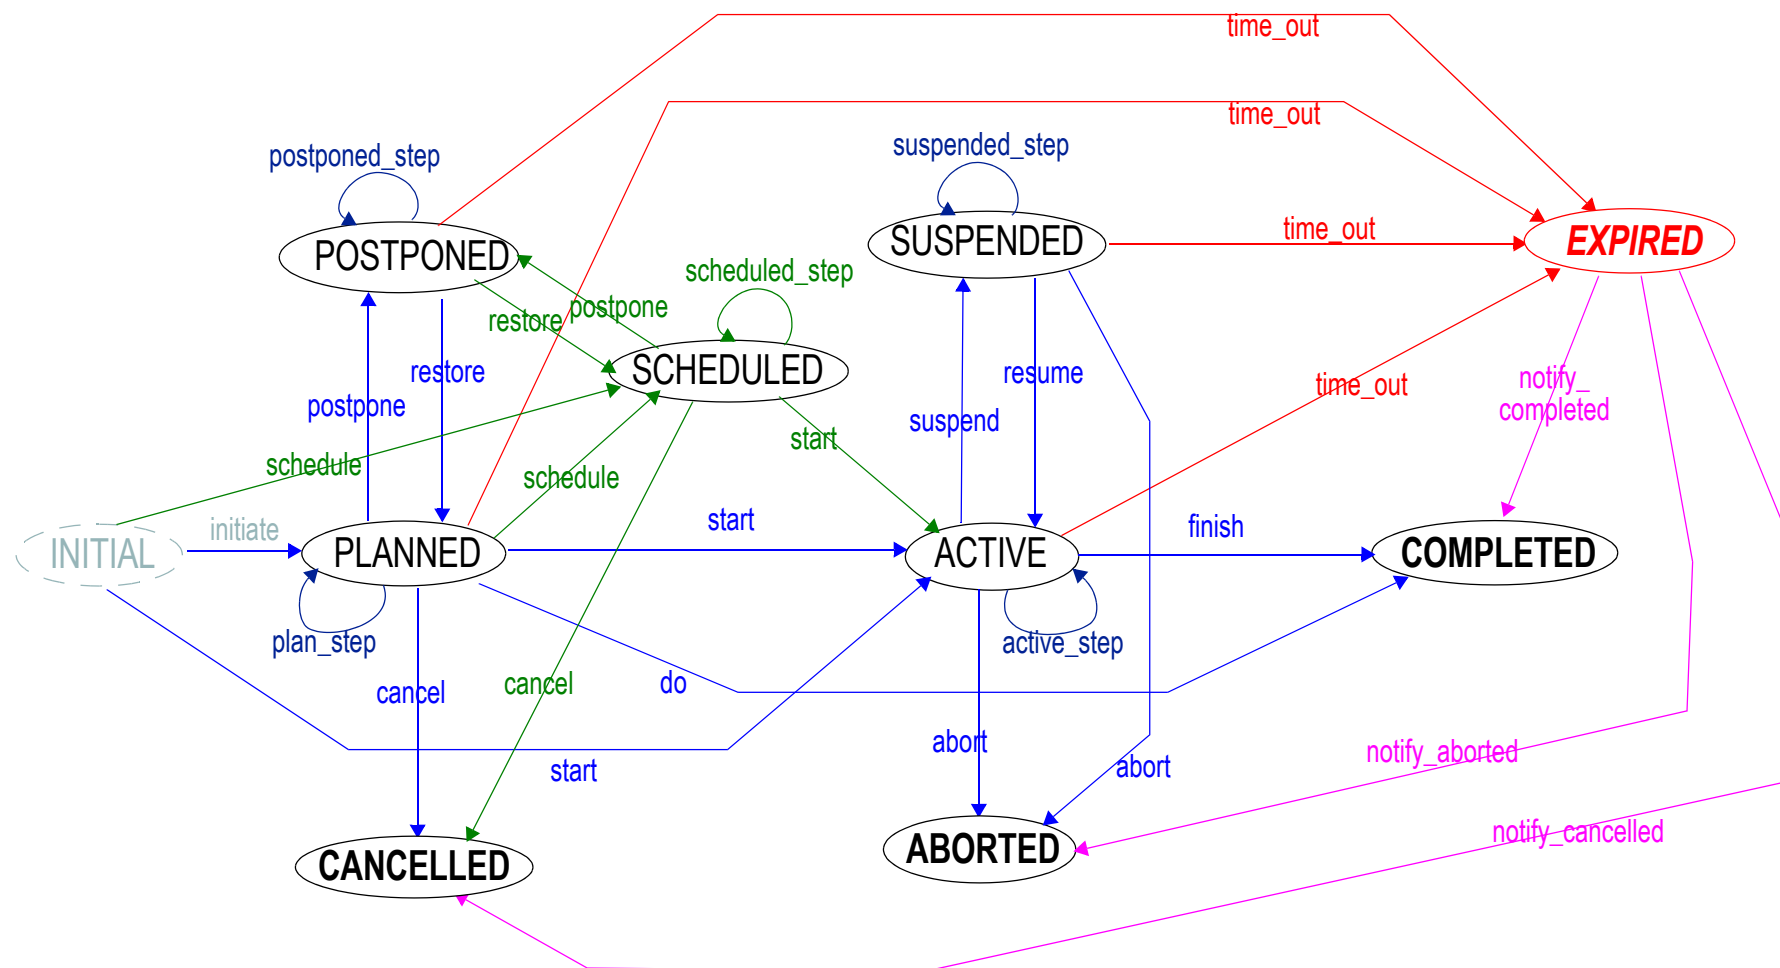 time_out
time_out
postponed_step
suspended_step
POSTPONED
SUSPENDED
time_out
EXPIRED
scheduled_step
restore
postpone
SCHEDULED
restore
resume
time_out
notify_
completed
postpone
suspend
start
schedule
schedule
start
finish
initiate
INITIAL
PLANNED
ACTIVE
COMPLETED
plan_step
active_step
cancel
cancel
do
start
abort
abort
notify_aborted
notify_cancelled
CANCELLED
ABORTED